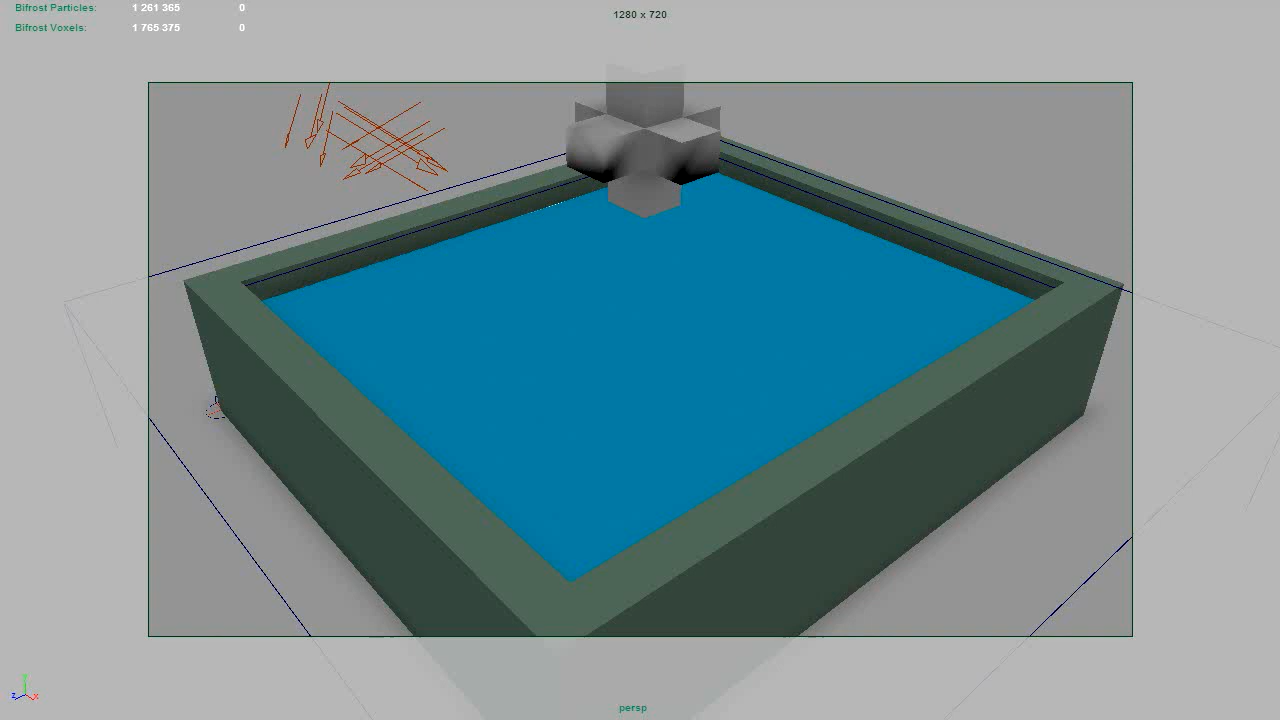 Bifrost Particles: 1 261 365 0
1280 x 720
Bifrost Voxels: 1 765 375 0
y
z x
persp